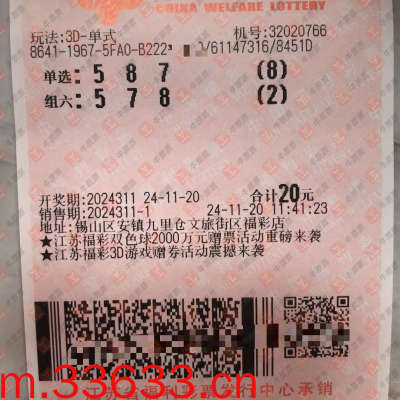 CHINA WELFARE LOTTERY
玩法:3D-单式 机号:32020766
8641-1967-5FA0-B222 /61147316/8451D
单选: 5 8 7 (8)
组六: 5 7 8 (2)
开奖期:2024311 24-11-20 合计20元
销售期:2024311-1 24-11-20 11:41:23
地址:锡山区安镇九里仓文旅街区福彩店
★江苏福彩双色球2000万元赠票活动重磅来袭
★江苏福彩3D游戏赠券活动震撼来袭
m.33633.cn
发行中心承销